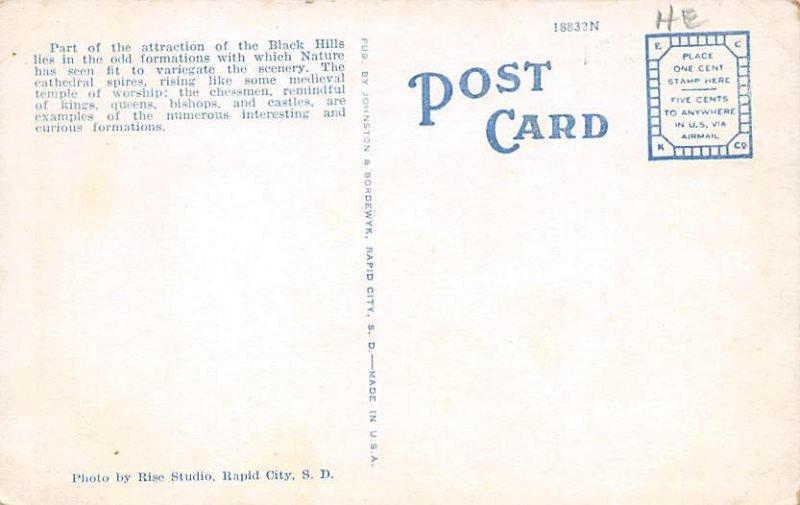 Part of the attraction of the Black Hills
lies in the odd formations with which Nature
has seen fit to variegate the scenery. The
cathedral spires, rising like some medieval
temple of worship; the chessmen, remindful
of kings, queens, bishops, and castles, are
examples of the numerous interesting and
curious formations.
Photo by Rise Studio, Rapid City, S. D.
PUB. BY JOHNSTON & BORDEWYK, RAPID CITY, S. D.—MADE IN U.S.A.
POST
CARD
18832N
HE
E. C
PLACE
ONE CENT
STAMP HERE
FIVE CENTS
TO ANYWHERE
IN U.S. VIA
AIRMAIL
K Co